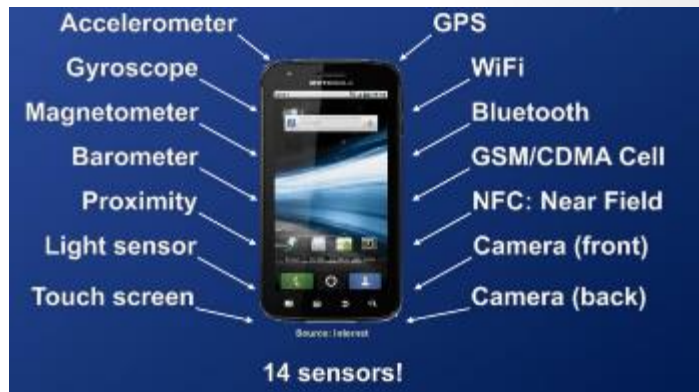 Accelerometer
Gyroscope
Magnetometer
Barometer
Proximity
Light sensor
Touch screen
GPS
WiFi
Bluetooth
GSM/CDMA Cell
NFC: Near Field
Camera (front)
Camera (back)
MOTOROLA
Source: Internet
14 sensors!